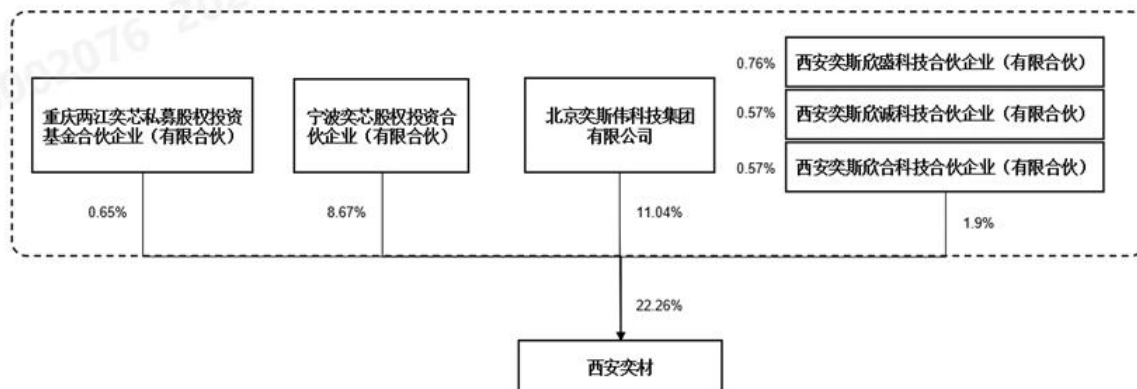 002076 202
0.76%
西安奕斯欣盛科技合伙企业（有限合伙）
重庆两江奕芯私募股权投资
基金合伙企业（有限合伙）
宁波奕芯股权投资合
伙企业（有限合伙）
北京奕斯伟科技集团
有限公司
0.57%
西安奕斯欣诚科技合伙企业（有限合伙）
0.57%
西安奕斯欣合科技合伙企业（有限合伙）
0.65%
8.67%
11.04%
1.9%
22.26%
西安奕材